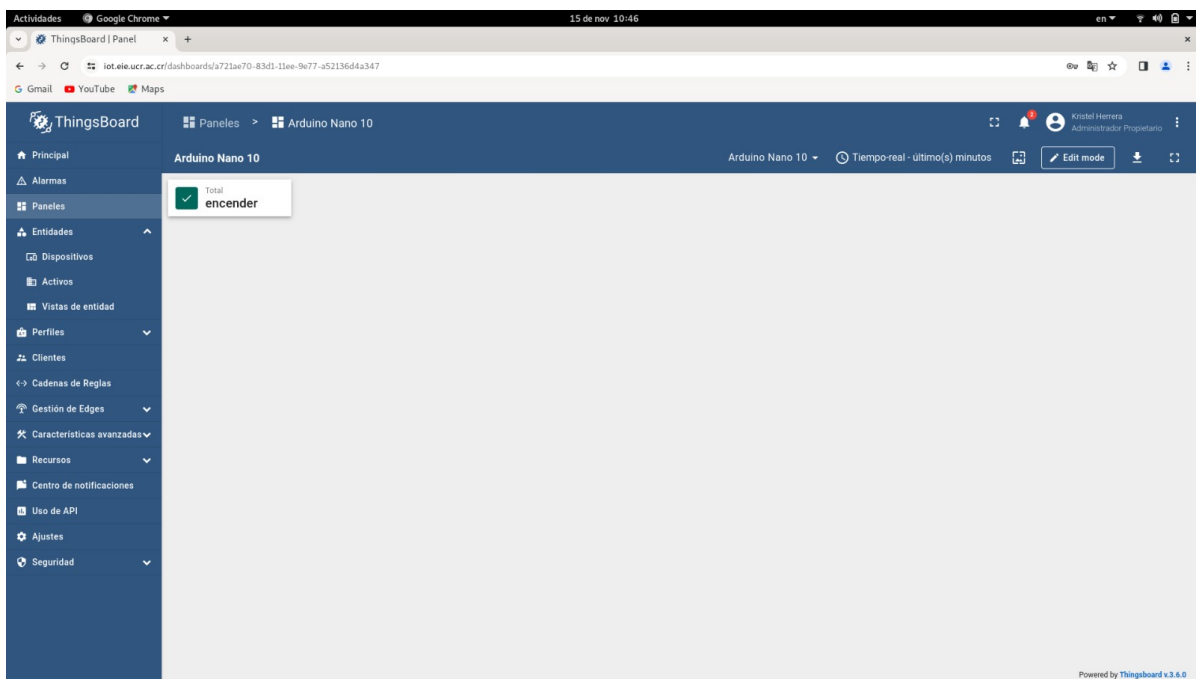 Actividades Google Chrome 15 de nov 10:46 en
ThingsBoard | Panel
iot.eie.ucr.ac.cr/dashboards/a721ae70-83d1-11ee-9e77-a52136d4a347
Gmail YouTube Maps
ThingsBoard Paneles > Arduino Nano 10 2 Kristel Herrera
Administrador Propietario
Principal Arduino Nano 10 Arduino Nano 10 Tiempo-real - último(s) minutos Edit mode
Alarmas
Total
encender
Paneles
Entidades
Dispositivos
Activos
Vistas de entidad
Perfiles
Clientes
Cadenas de Reglas
Gestión de Edges
Características avanzadas
Recursos
Centro de notificaciones
Uso de API
Ajustes
Seguridad
Powered by Thingsboard v.3.6.0